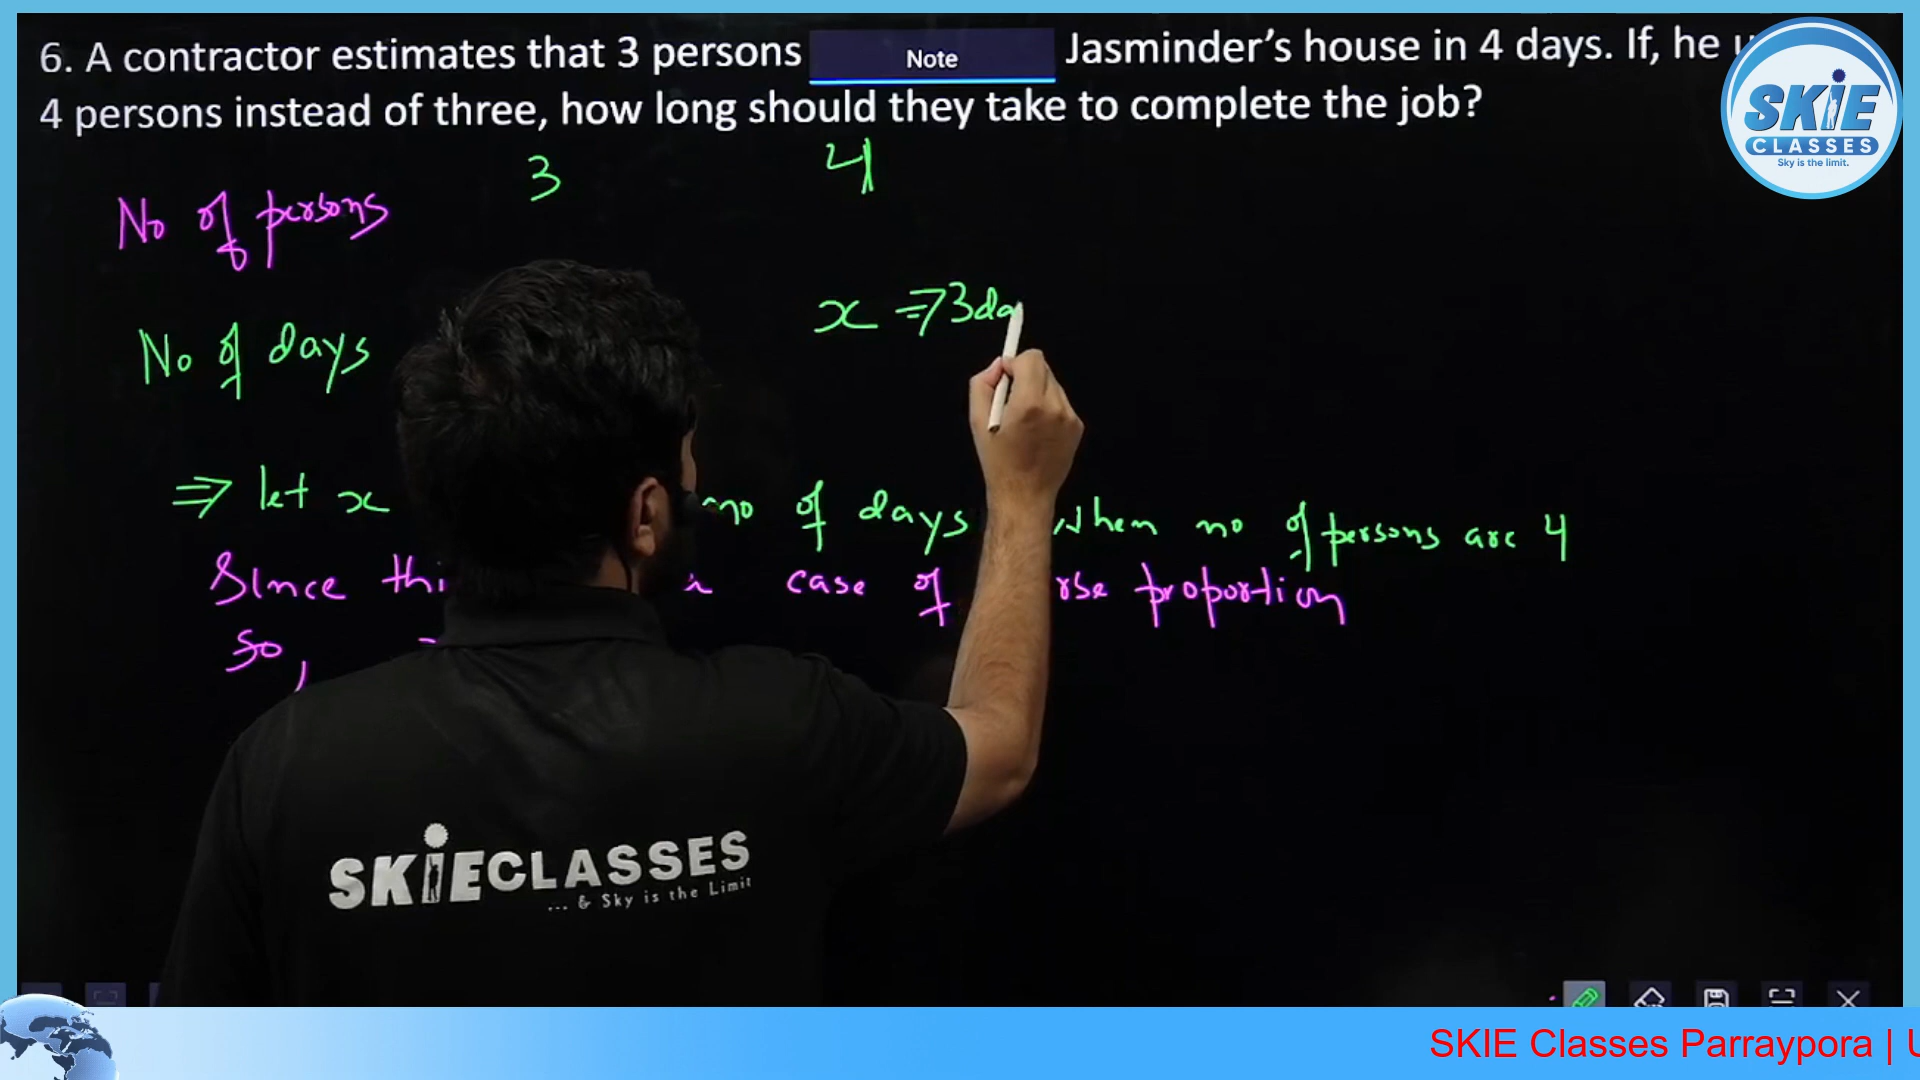 6. A contractor estimates that 3 persons Note Jasminder's house in 4 days. If, he
4 persons instead of three, how long should they take to complete the job?
SKIE
CLASSES
Sky is the limit.
3 4
No of persons
x ⇒ 3 da
No of days
⇒ let x no of days when no of persons are 4
Since thi case of rse proportion
So,
SKIECLASSES
... & Sky is the Limit
SKIE Classes Parraypora | U